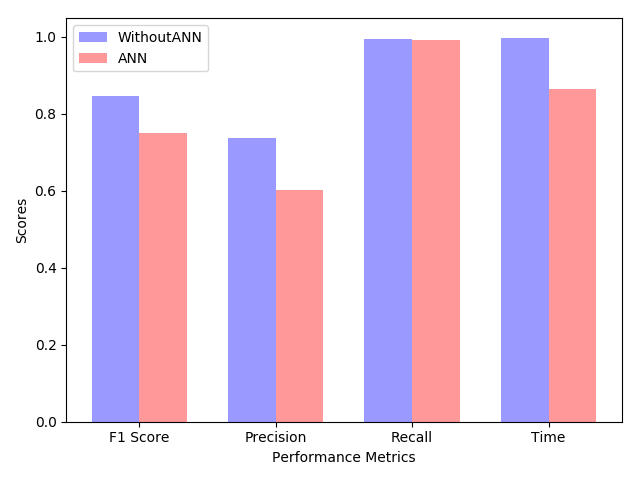 WithoutANN
ANN
1.0
0.8
0.6
0.4
0.2
0.0
Scores
F1 Score
Precision
Recall
Time
Performance Metrics